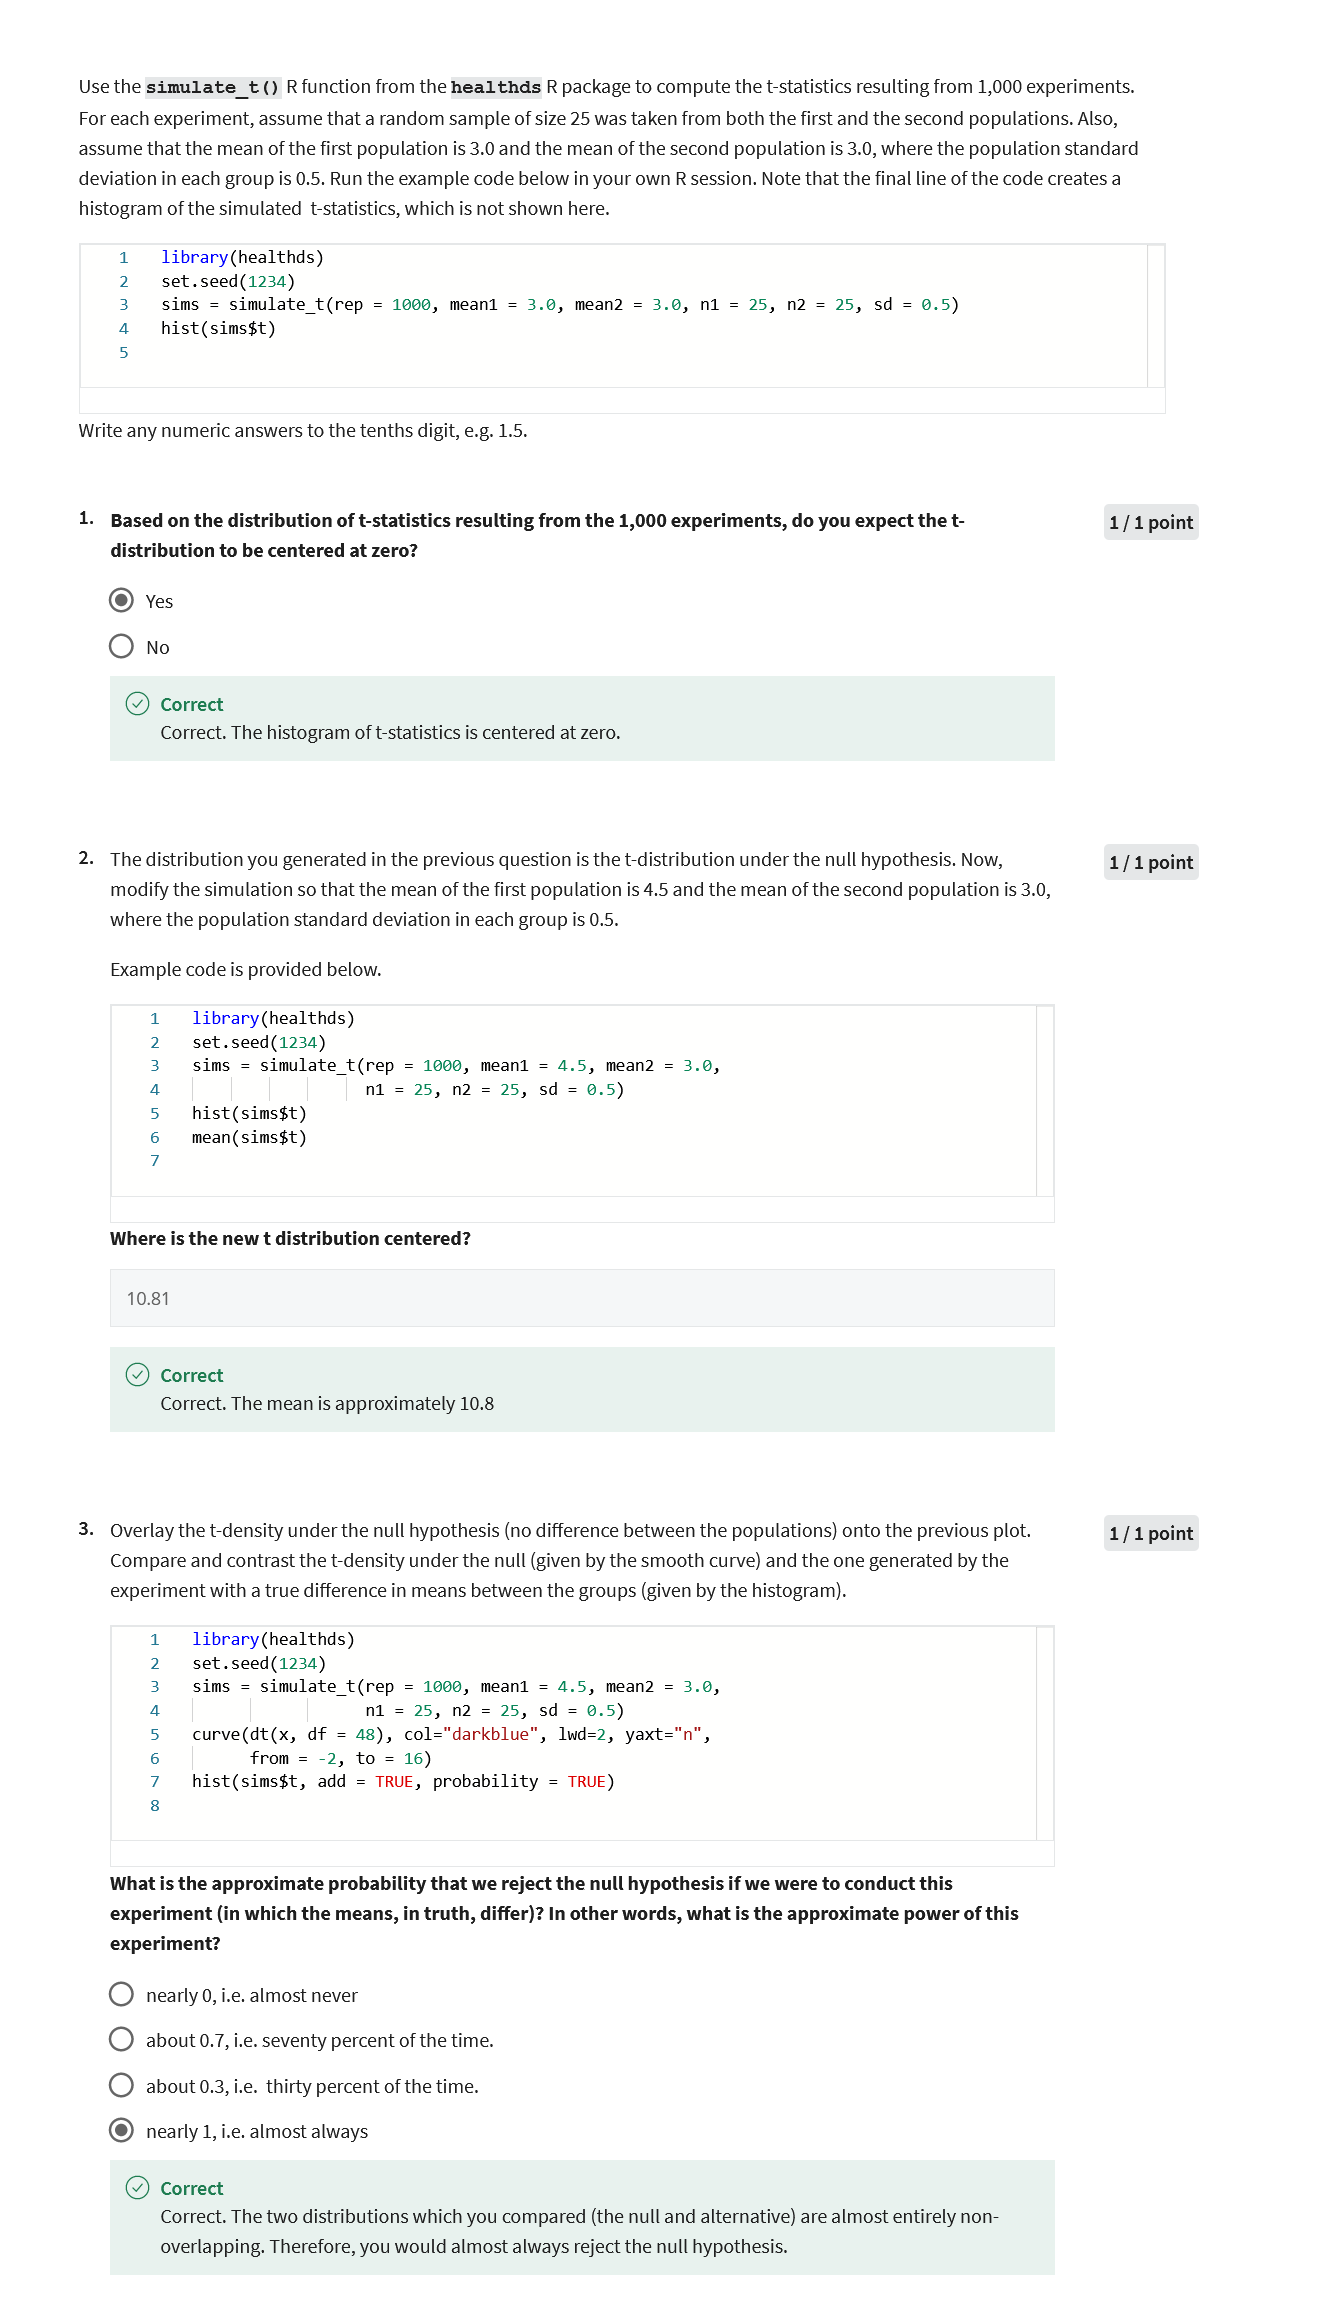 Use the simulate_t() R function from the healthds R package to compute the t-statistics resulting from 1,000 experiments.
For each experiment, assume that a random sample of size 25 was taken from both the first and the second populations. Also,
assume that the mean of the first population is 3.0 and the mean of the second population is 3.0, where the population standard
deviation in each group is 0.5. Run the example code below in your own R session. Note that the final line of the code creates a
histogram of the simulated  t-statistics, which is not shown here.
1 library(healthds)
2 set.seed(1234)
3 sims = simulate_t(rep = 1000, mean1 = 3.0, mean2 = 3.0, n1 = 25, n2 = 25, sd = 0.5)
4 hist(sims$t)
5
Write any numeric answers to the tenths digit, e.g. 1.5.
1. Based on the distribution of t-statistics resulting from the 1,000 experiments, do you expect the t-
1 / 1 point
distribution to be centered at zero?
Yes
No
Correct
Correct. The histogram of t-statistics is centered at zero.
2. The distribution you generated in the previous question is the t-distribution under the null hypothesis. Now,
1 / 1 point
modify the simulation so that the mean of the first population is 4.5 and the mean of the second population is 3.0,
where the population standard deviation in each group is 0.5.
Example code is provided below.
1 library(healthds)
2 set.seed(1234)
3 sims = simulate_t(rep = 1000, mean1 = 4.5, mean2 = 3.0,
4 n1 = 25, n2 = 25, sd = 0.5)
5 hist(sims$t)
6 mean(sims$t)
7
Where is the new t distribution centered?
10.81
Correct
Correct. The mean is approximately 10.8
3. Overlay the t-density under the null hypothesis (no difference between the populations) onto the previous plot.
1 / 1 point
Compare and contrast the t-density under the null (given by the smooth curve) and the one generated by the
experiment with a true difference in means between the groups (given by the histogram).
1 library(healthds)
2 set.seed(1234)
3 sims = simulate_t(rep = 1000, mean1 = 4.5, mean2 = 3.0,
4 n1 = 25, n2 = 25, sd = 0.5)
5 curve(dt(x, df = 48), col="darkblue", lwd=2, yaxt="n",
6 from = -2, to = 16)
7 hist(sims$t, add = TRUE, probability = TRUE)
8
What is the approximate probability that we reject the null hypothesis if we were to conduct this
experiment (in which the means, in truth, differ)? In other words, what is the approximate power of this
experiment?
nearly 0, i.e. almost never
about 0.7, i.e. seventy percent of the time.
about 0.3, i.e.  thirty percent of the time.
nearly 1, i.e. almost always
Correct
Correct. The two distributions which you compared (the null and alternative) are almost entirely non-
overlapping. Therefore, you would almost always reject the null hypothesis.